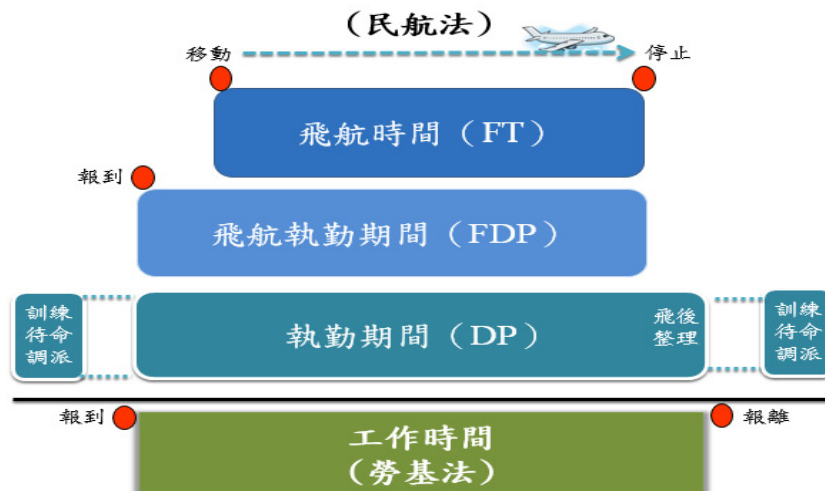 （民航法）
移動
停止
飛航時間（FT）
報到
飛航執勤期間（FDP）
訓練
待命
調派
執勤期間（DP）
飛後
整理
訓練
待命
調派
報到
報離
工作時間
（勞基法）